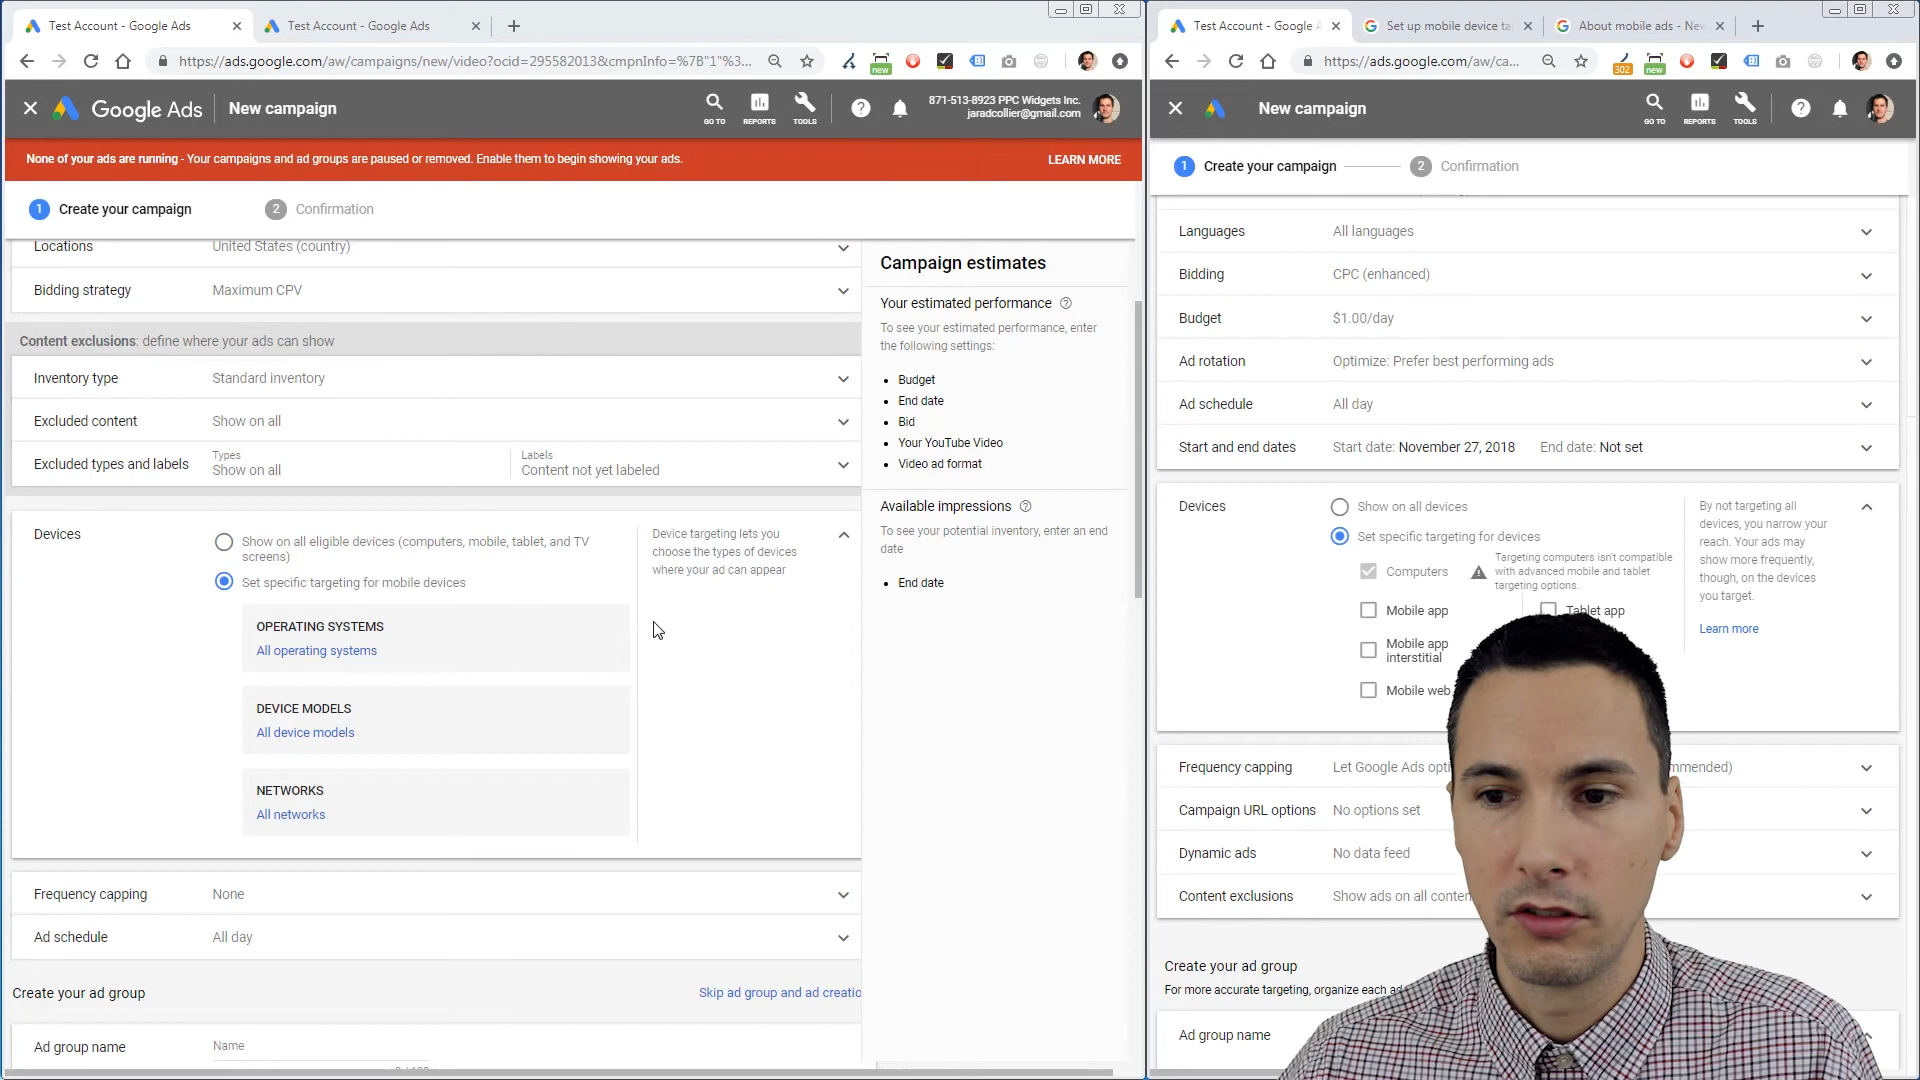 Test Account - Google Ads
Test Account - Google Ads
https://ads.google.com/aw/campaigns/new/video?ocid=295582013&cmpnInfo=%7B"1"%3...
new
Google Ads
New campaign
GO TO
REPORTS
TOOLS
871-513-8923 PPC Widgets Inc.
jaradcollier@gmail.com
None of your ads are running - Your campaigns and ad groups are paused or removed. Enable them to begin showing your ads.
LEARN MORE
1 Create your campaign
2 Confirmation
Locations United States (country)
Bidding strategy Maximum CPV
Content exclusions: define where your ads can show
Inventory type Standard inventory
Excluded content Show on all
Excluded types and labels
Types
Show on all
Labels
Content not yet labeled
Devices
Show on all eligible devices (computers, mobile, tablet, and TV
screens)
Set specific targeting for mobile devices
OPERATING SYSTEMS
All operating systems
DEVICE MODELS
All device models
NETWORKS
All networks
Device targeting lets you
choose the types of devices
where your ad can appear
Frequency capping None
Ad schedule All day
Create your ad group
Skip ad group and ad creatio
Ad group name Name
Campaign estimates
Your estimated performance
To see your estimated performance, enter
the following settings:
Budget
End date
Bid
Your YouTube Video
Video ad format
Available impressions
To see your potential inventory, enter an end
date
End date
Test Account - Google A
Set up mobile device ta
About mobile ads - New
https://ads.google.com/aw/ca...
302
new
New campaign
GO TO
REPORTS
TOOLS
1 Create your campaign
2 Confirmation
Languages All languages
Bidding CPC (enhanced)
Budget $1.00/day
Ad rotation Optimize: Prefer best performing ads
Ad schedule All day
Start and end dates Start date: November 27, 2018 End date: Not set
Devices
Show on all devices
Set specific targeting for devices
Computers
Targeting computers isn't compatible
with advanced mobile and tablet
targeting options.
Mobile app
Tablet app
Mobile app
interstitial
Mobile web
By not targeting all
devices, you narrow your
reach. Your ads may
show more frequently,
though, on the devices
you target.
Learn more
Frequency capping Let Google Ads opti mmended)
Campaign URL options No options set
Dynamic ads No data feed
Content exclusions Show ads on all conten
Create your ad group
For more accurate targeting, organize each ad
Ad group name